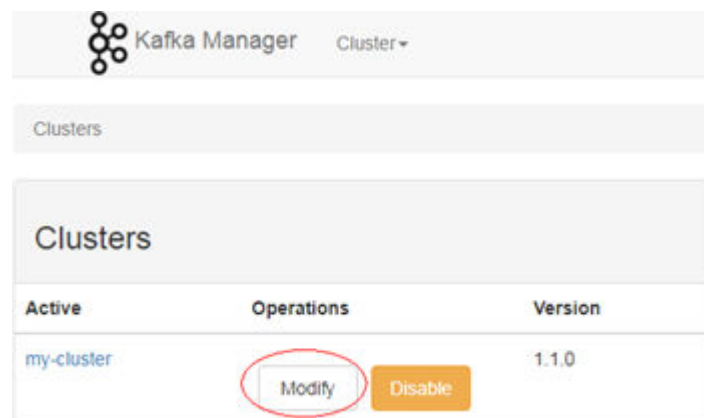 Kafka Manager Cluster
Clusters
Clusters
Active Operations Version
my-cluster Modify Disable 1.1.0